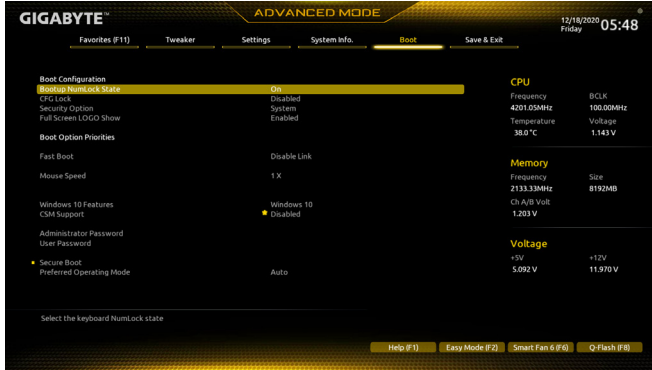 GIGABYTE™
ADVANCED MODE
12/18/2020 Friday 05:48
Favorites (F11) Tweaker Settings System Info. Boot Save & Exit
Boot Configuration
Bootup NumLock State On
CFG Lock Disabled
Security Option System
Full Screen LOGO Show Enabled
Boot Option Priorities
Fast Boot Disable Link
Mouse Speed 1 X
Windows 10 Features Windows 10
CSM Support Disabled
Administrator Password
User Password
Secure Boot
Preferred Operating Mode Auto
CPU
Frequency BCLK
4201.05MHz 100.00MHz
Temperature Voltage
38.0 °C 1.143 V
Memory
Frequency Size
2133.33MHz 8192MB
Ch A/B Volt
1.203 V
Voltage
+5V +12V
5.092 V 11.970 V
Select the keyboard NumLock state
Help (F1) Easy Mode (F2) Smart Fan 6 (F6) Q-Flash (F8)